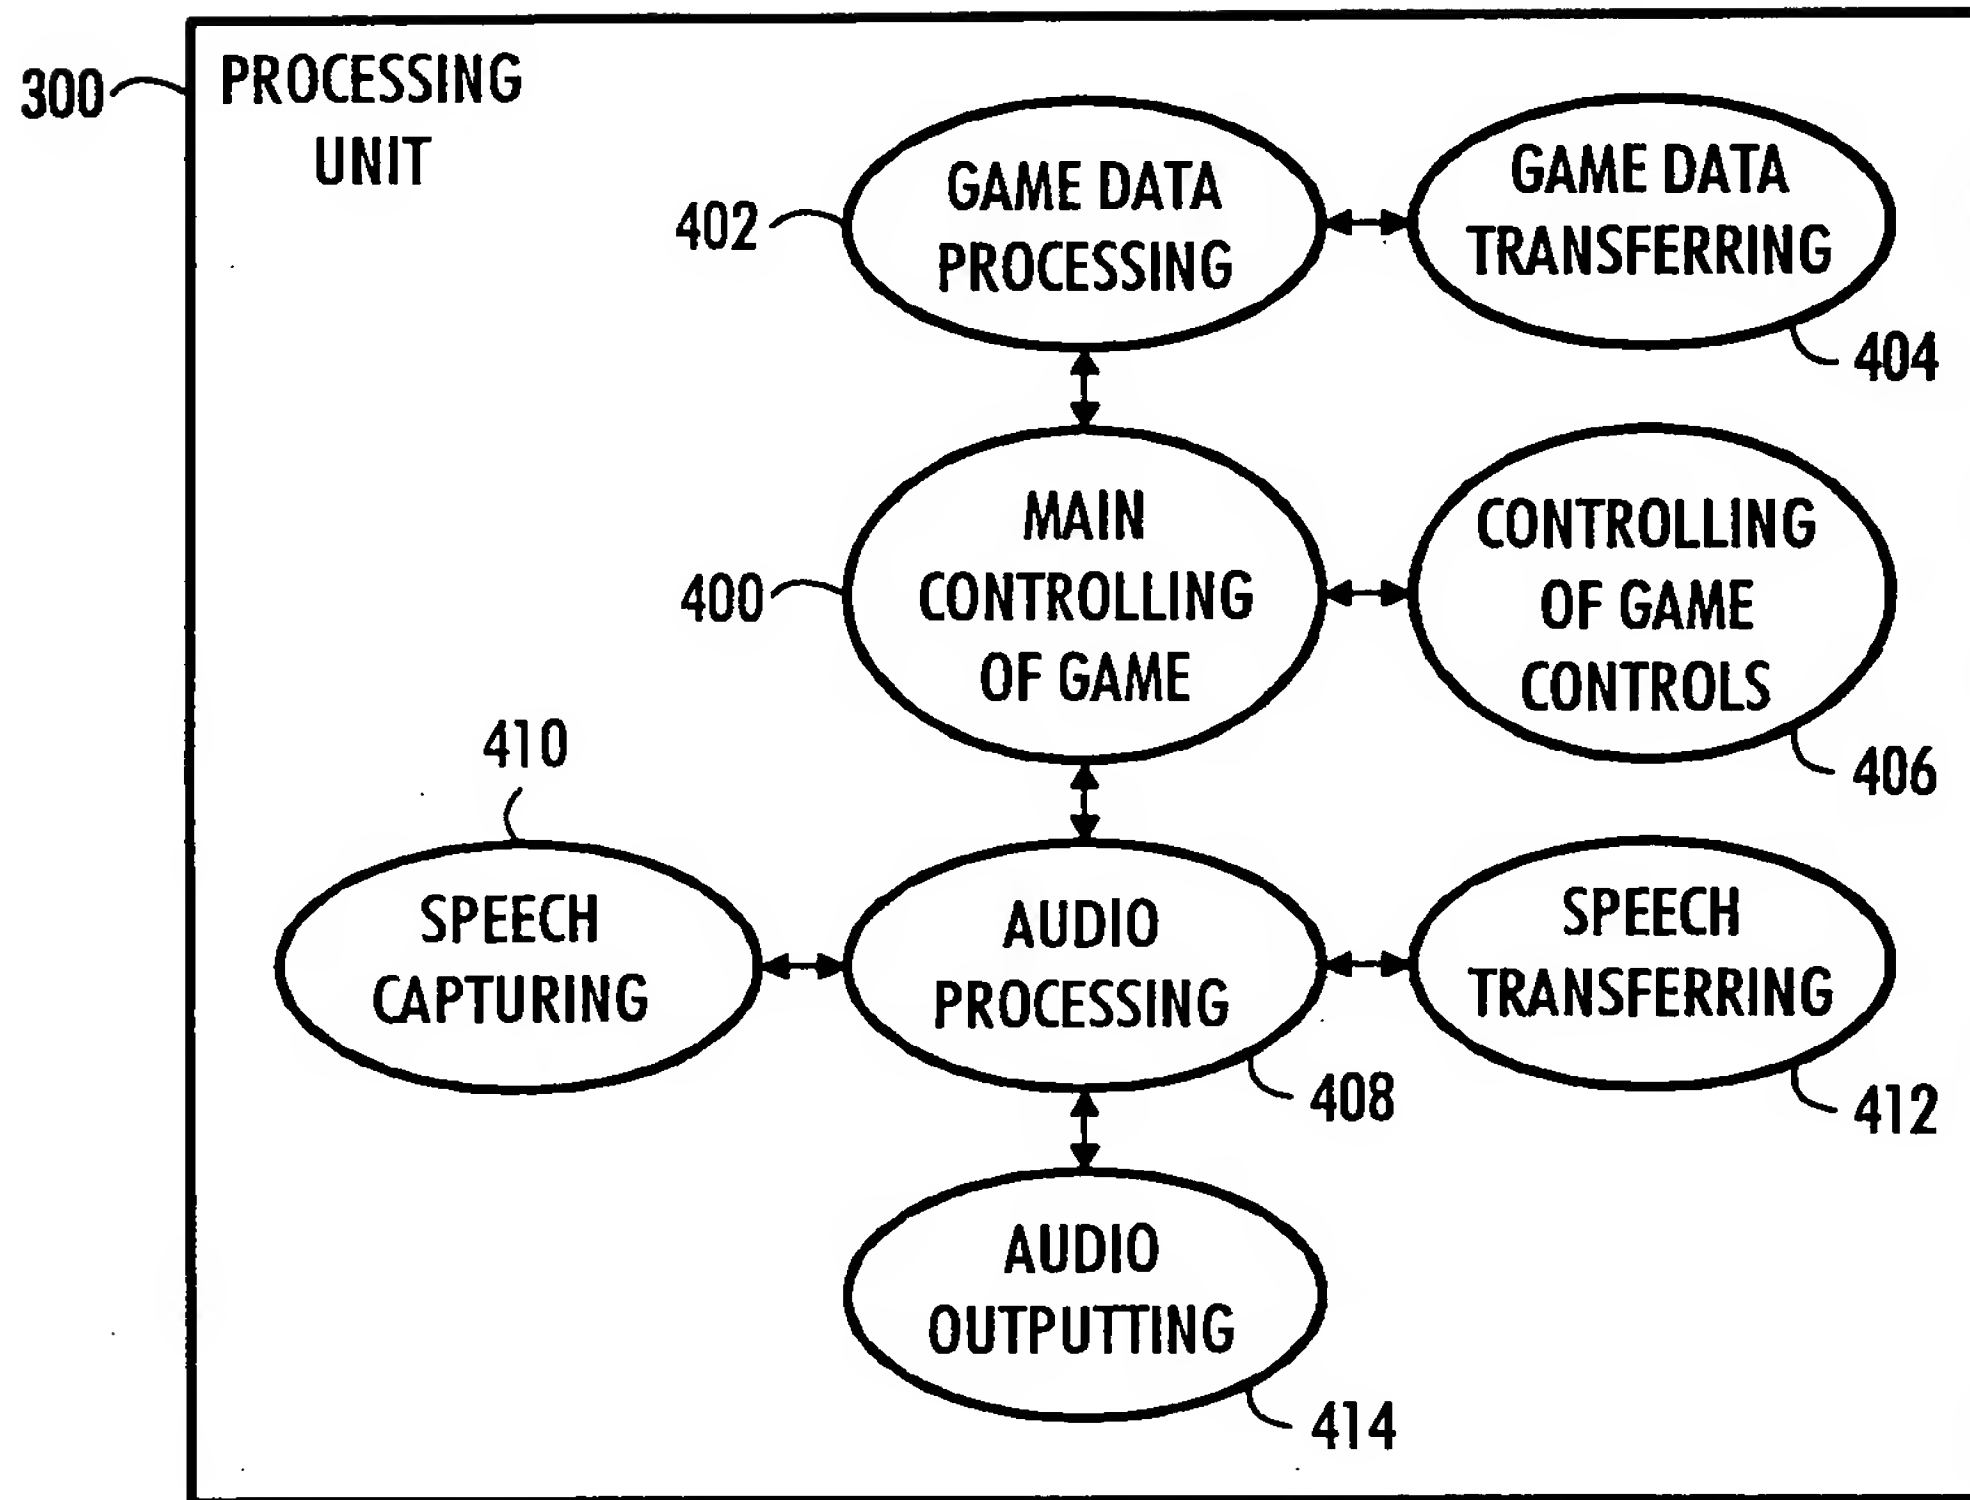 300
PROCESSING
UNIT
402
GAME DATA
PROCESSING
GAME DATA
TRANSFERRING
404
400
MAIN
CONTROLLING
OF GAME
CONTROLLING
OF GAME
CONTROLS
406
410
SPEECH
CAPTURING
AUDIO
PROCESSING
408
SPEECH
TRANSFERRING
412
AUDIO
OUTPUTTING
414